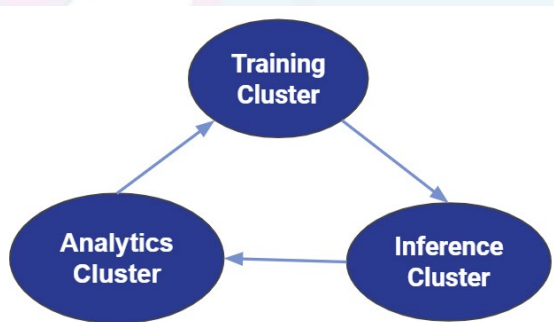 Training
Cluster
Analytics
Cluster
Inference
Cluster